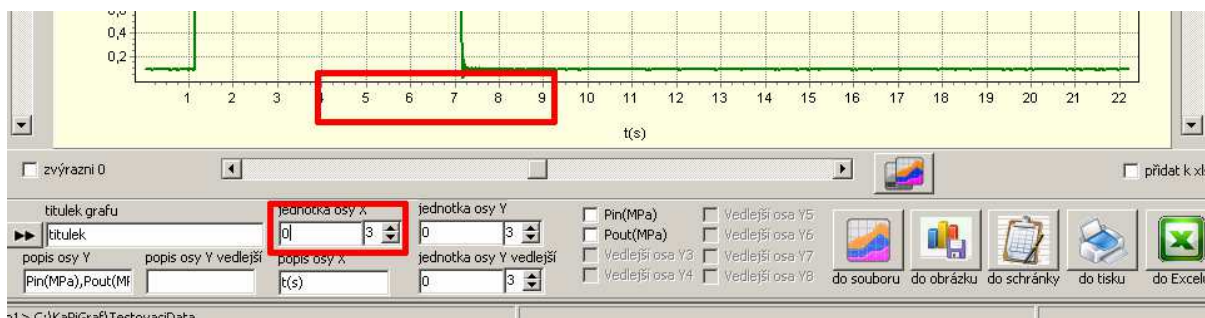 0,4
0,2
1 2 3 4 5 6 7 8 9 10 11 12 13 14 15 16 17 18 19 20 21 22
t(s)
zvýrazni 0
přidat k xls
titulek grafu
jednotka osy X
jednotka osy Y
titulek
0 3
0 3
popis osy Y
popis osy Y vedlejší
popis osy X
jednotka osy Y vedlejší
Pin(MPa),Pout(MF
t(s)
0 3
Pin(MPa)
Pout(MPa)
Vedlejší osa Y3
Vedlejší osa Y4
Vedlejší osa Y5
Vedlejší osa Y6
Vedlejší osa Y7
Vedlejší osa Y8
do souboru
do obrázku
do schránky
do tisku
do Excelu
C:\KaPiGraf\TestovaciData